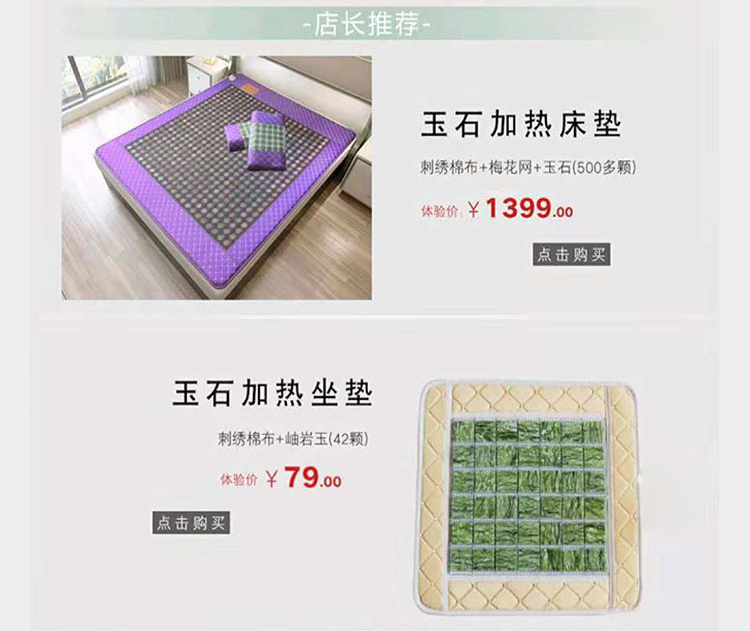 -店长推荐-
玉石加热床垫
刺绣棉布+梅花网+玉石(500多颗)
体验价：￥1399.00
点击购买
玉石加热坐垫
刺绣棉布+岫岩玉(42颗)
体验价 ￥79.00
点击购买